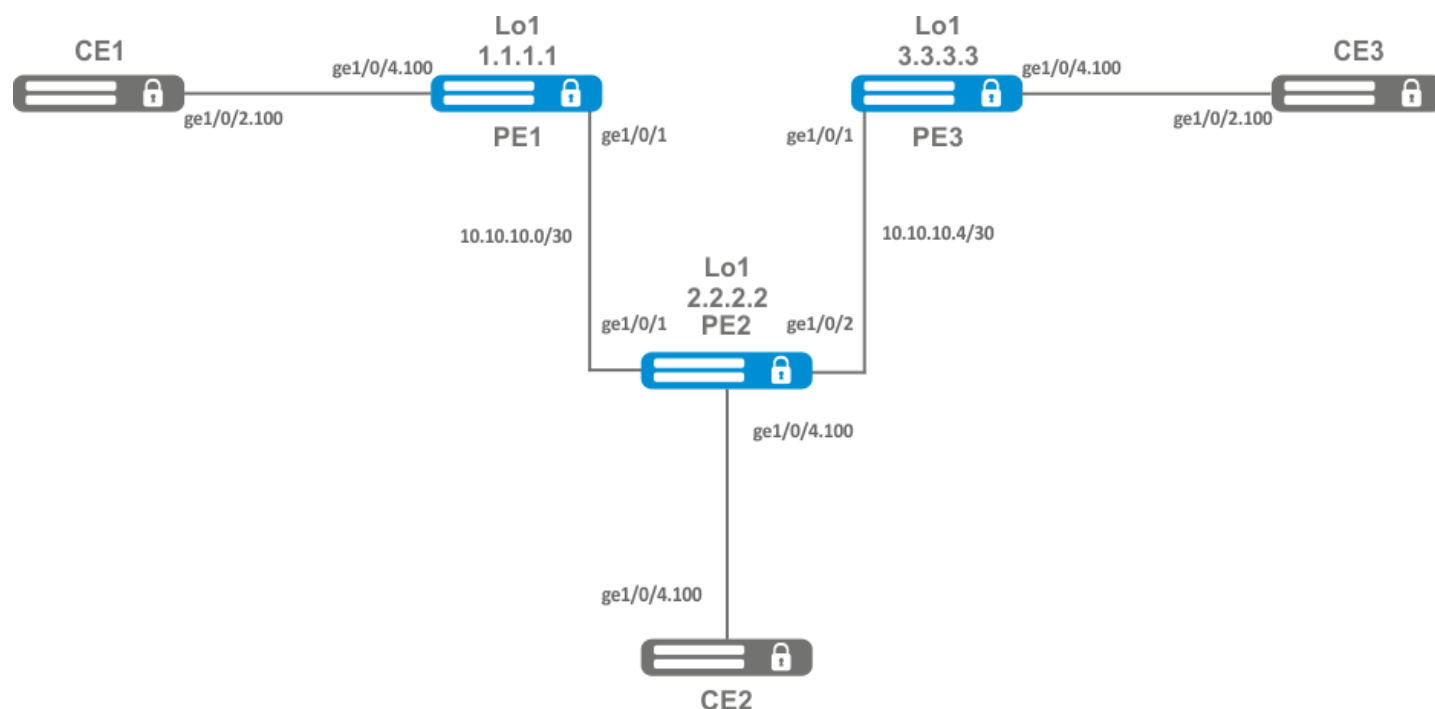 CE1
ge1/0/2.100
ge1/0/4.100
Lo1
1.1.1.1
PE1
ge1/0/1
10.10.10.0/30
Lo1
3.3.3.3
PE3
ge1/0/4.100
ge1/0/1
10.10.10.4/30
CE3
ge1/0/2.100
Lo1
2.2.2.2
PE2
ge1/0/1
ge1/0/2
ge1/0/4.100
ge1/0/4.100
CE2